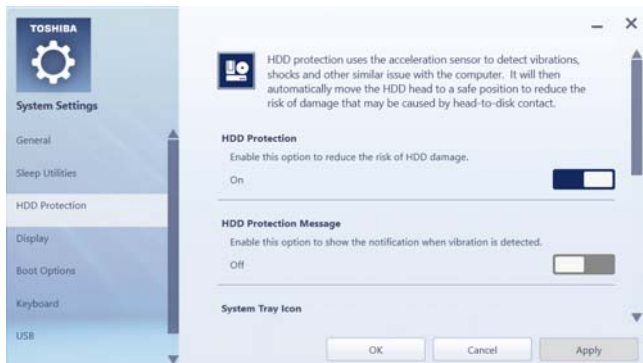 TOSHIBA
System Settings
General
Sleep Utilities
HDD Protection
Display
Boot Options
Keyboard
USB
HDD protection uses the acceleration sensor to detect vibrations,
shocks and other similar issue with the computer. It will then
automatically move the HDD head to a safe position to reduce the
risk of damage that may be caused by head-to-disk contact.
HDD Protection
Enable this option to reduce the risk of HDD damage.
On
HDD Protection Message
Enable this option to show the notification when vibration is detected.
Off
System Tray Icon
OK Cancel Apply